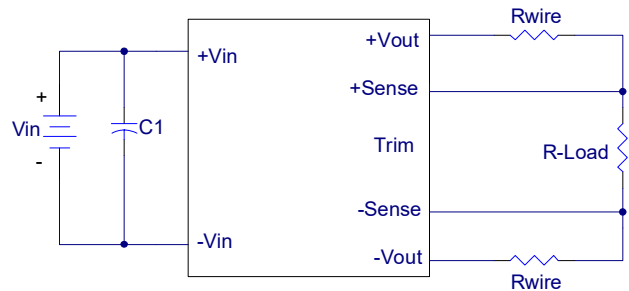 Rwire
+Vout
+Vin
+Sense
+
Vin
C1
Trim
R-Load
-
-Sense
-Vin
-Vout
Rwire